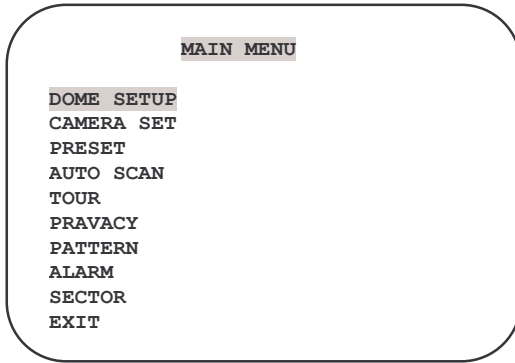 MAIN MENU
DOME SETUP
CAMERA SET
PRESET
AUTO SCAN
TOUR
PRAVACY
PATTERN
ALARM
SECTOR
EXIT